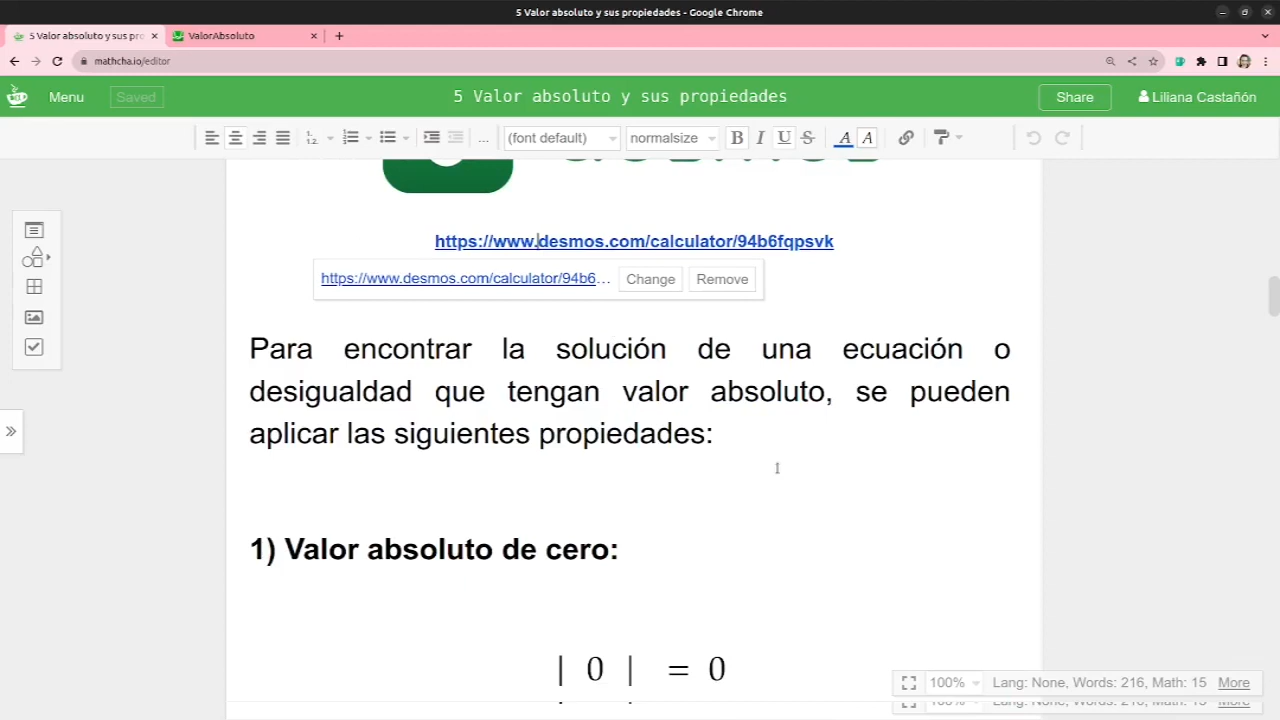 5 Valor absoluto y sus propiedades - Google Chrome
5 Valor absoluto y sus pro
ValorAbsoluto
mathcha.io/editor
Menu
Saved
5 Valor absoluto y sus propiedades
Share
Liliana Castañón
(font default)
normalsize
B I U S A A
https://www.desmos.com/calculator/94b6fqpsvk
https://www.desmos.com/calculator/94b6...
Change
Remove
Para encontrar la solución de una ecuación o
desigualdad que tengan valor absoluto, se pueden
aplicar las siguientes propiedades:
1) Valor absoluto de cero:
| 0 | = 0
100%
Lang: None, Words: 216, Math: 15 More